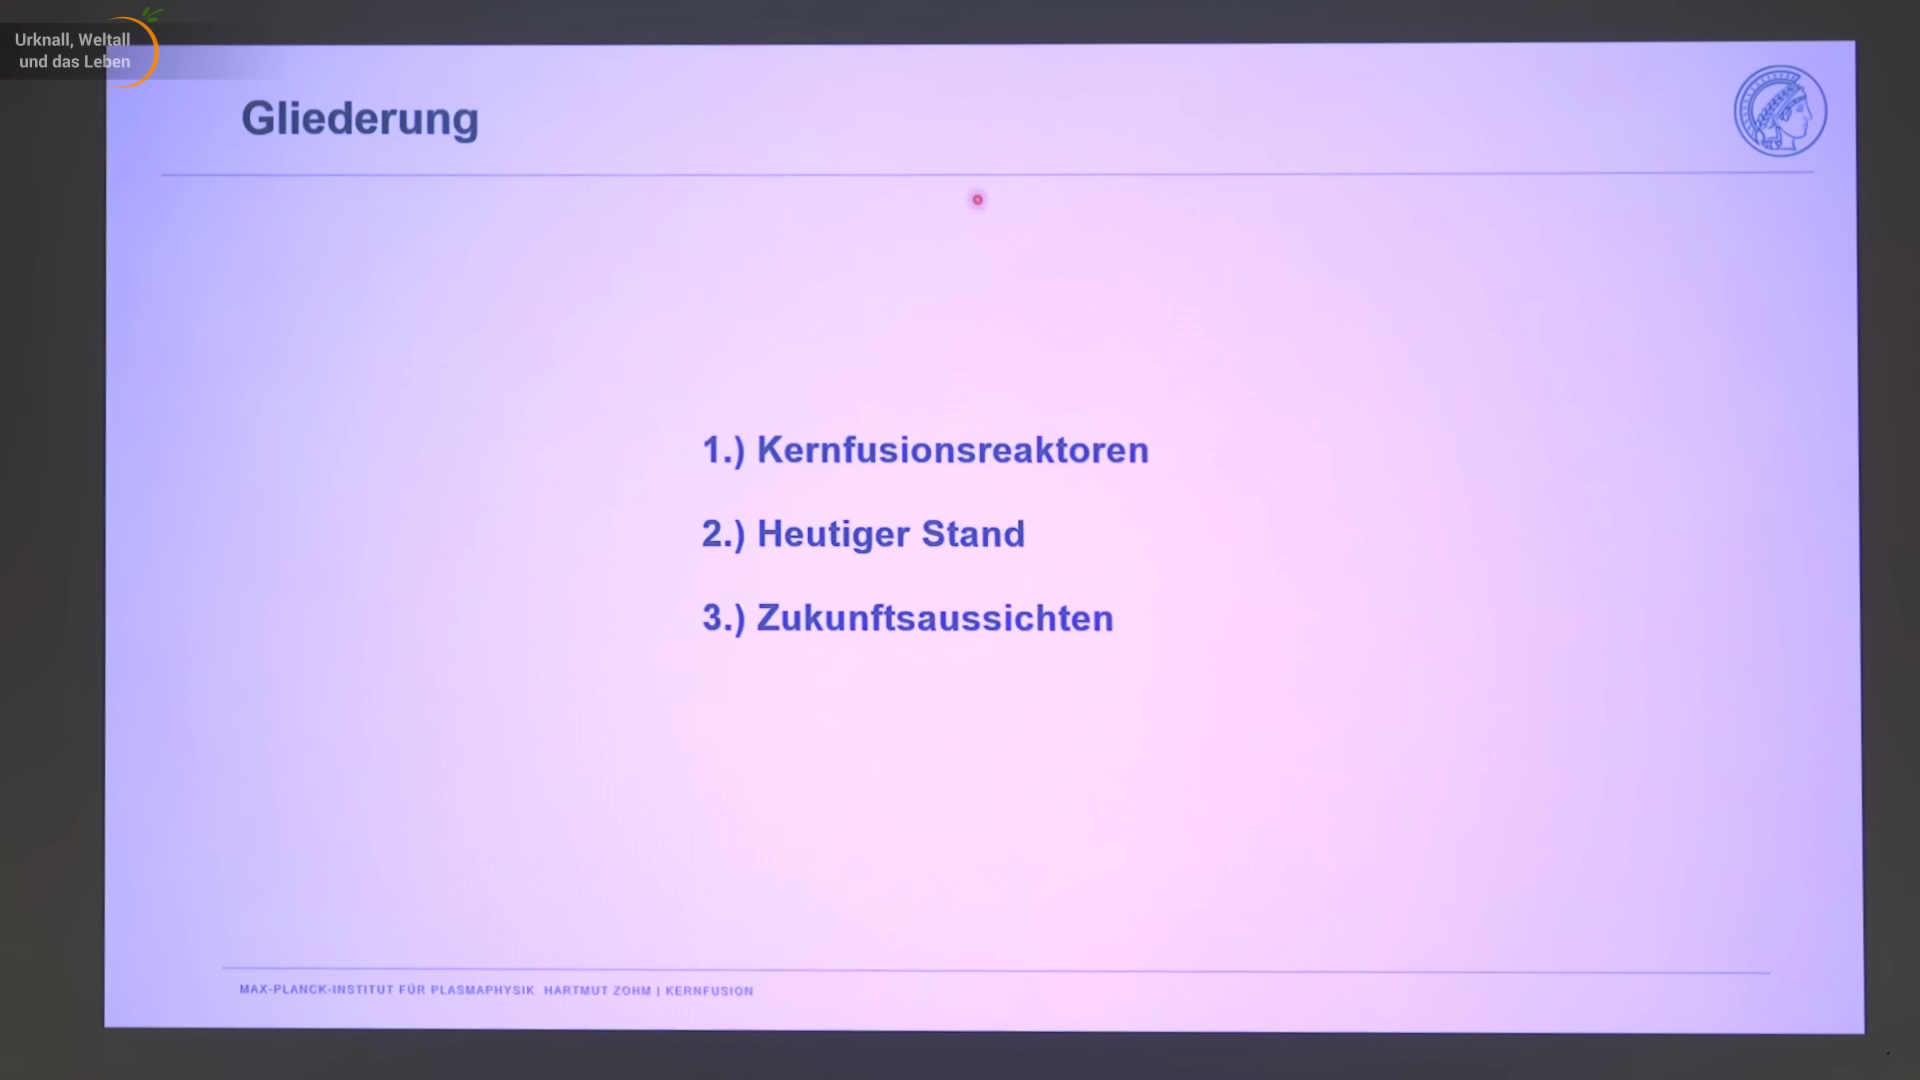 Urknall, Weltall
und das Leben
Gliederung
1.) Kernfusionsreaktoren
2.) Heutiger Stand
3.) Zukunftsaussichten
MAX-PLANCK-INSTITUT FÜR PLASMAPHYSIK HARTMUT ZOHM | KERNFUSION